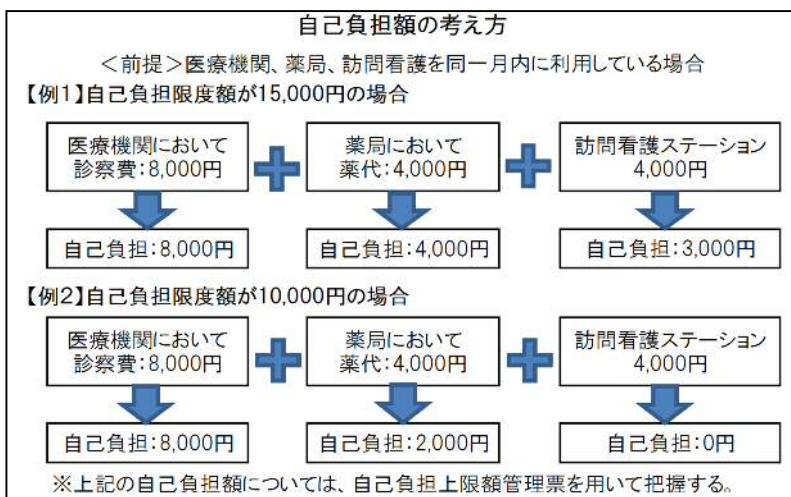 自己負担額の考え方
＜前提＞医療機関、薬局、訪問看護を同一月内に利用している場合
【例1】自己負担限度額が15,000円の場合
医療機関において
診察費:8,000円
薬局において
薬代:4,000円
訪問看護ステーション
4,000円
自己負担:8,000円
自己負担:4,000円
自己負担:3,000円
【例2】自己負担限度額が10,000円の場合
医療機関において
診察費:8,000円
薬局において
薬代:4,000円
訪問看護ステーション
4,000円
自己負担:8,000円
自己負担:2,000円
自己負担:0円
※上記の自己負担額については、自己負担上限額管理票を用いて把握する。